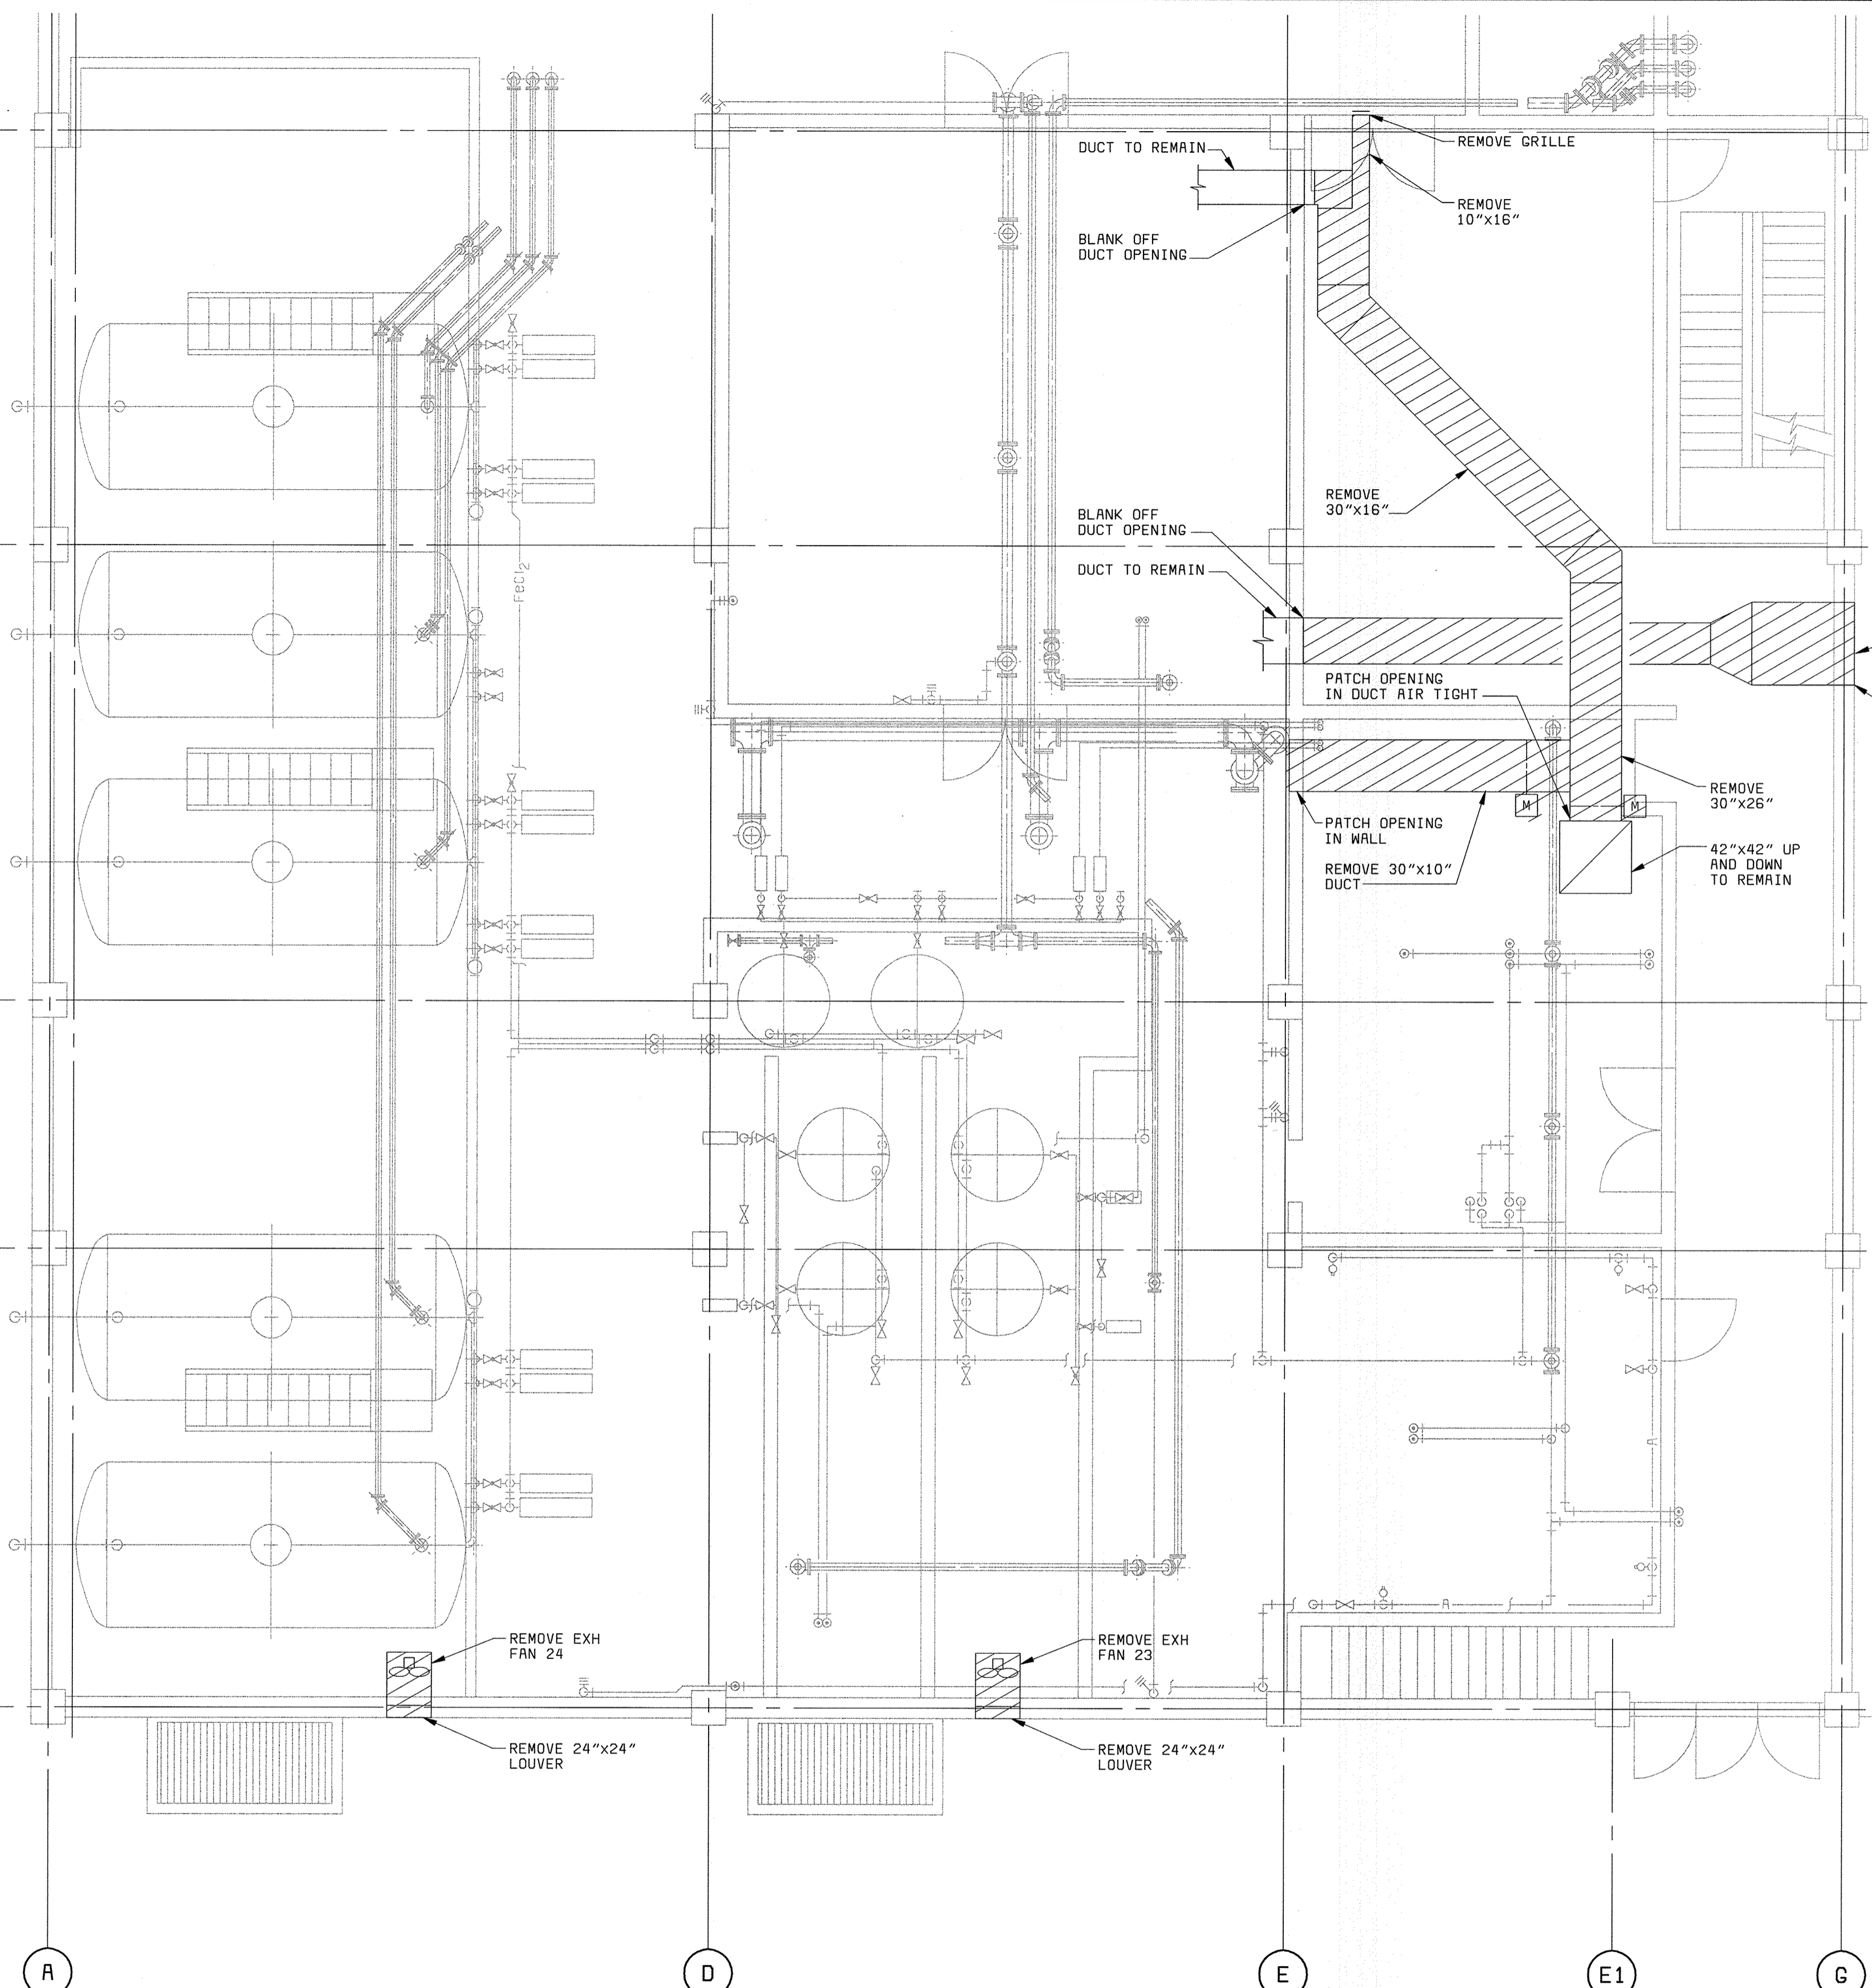 REMOVE GRILLE
DUCT TO REMAIN
REMOVE
10"x16"
BLANK OFF
DUCT OPENING
REMOVE
30"x16"
BLANK OFF
DUCT OPENING
DUCT TO REMAIN
FeCl2
PATCH OPENING
IN DUCT AIR TIGHT
REMOVE
30"x26"
M
M
PATCH OPENING
IN WALL
REMOVE 30"x10"
DUCT
42"x42" UP
AND DOWN
TO REMAIN
A
A
REMOVE EXH
FAN 24
REMOVE EXH
FAN 23
REMOVE 24"x24"
LOUVER
REMOVE 24"x24"
LOUVER
A
D
E
E1
G